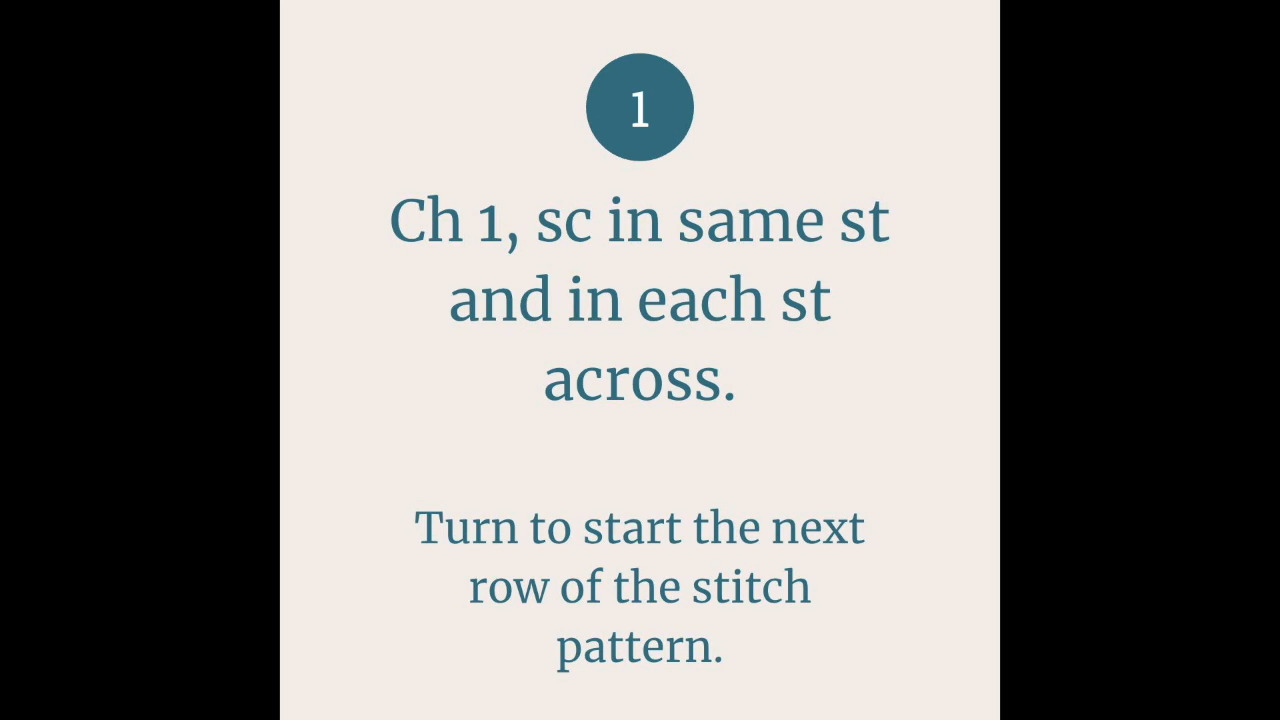 1
Ch 1, sc in same st
and in each st
across.
Turn to start the next
row of the stitch
pattern.